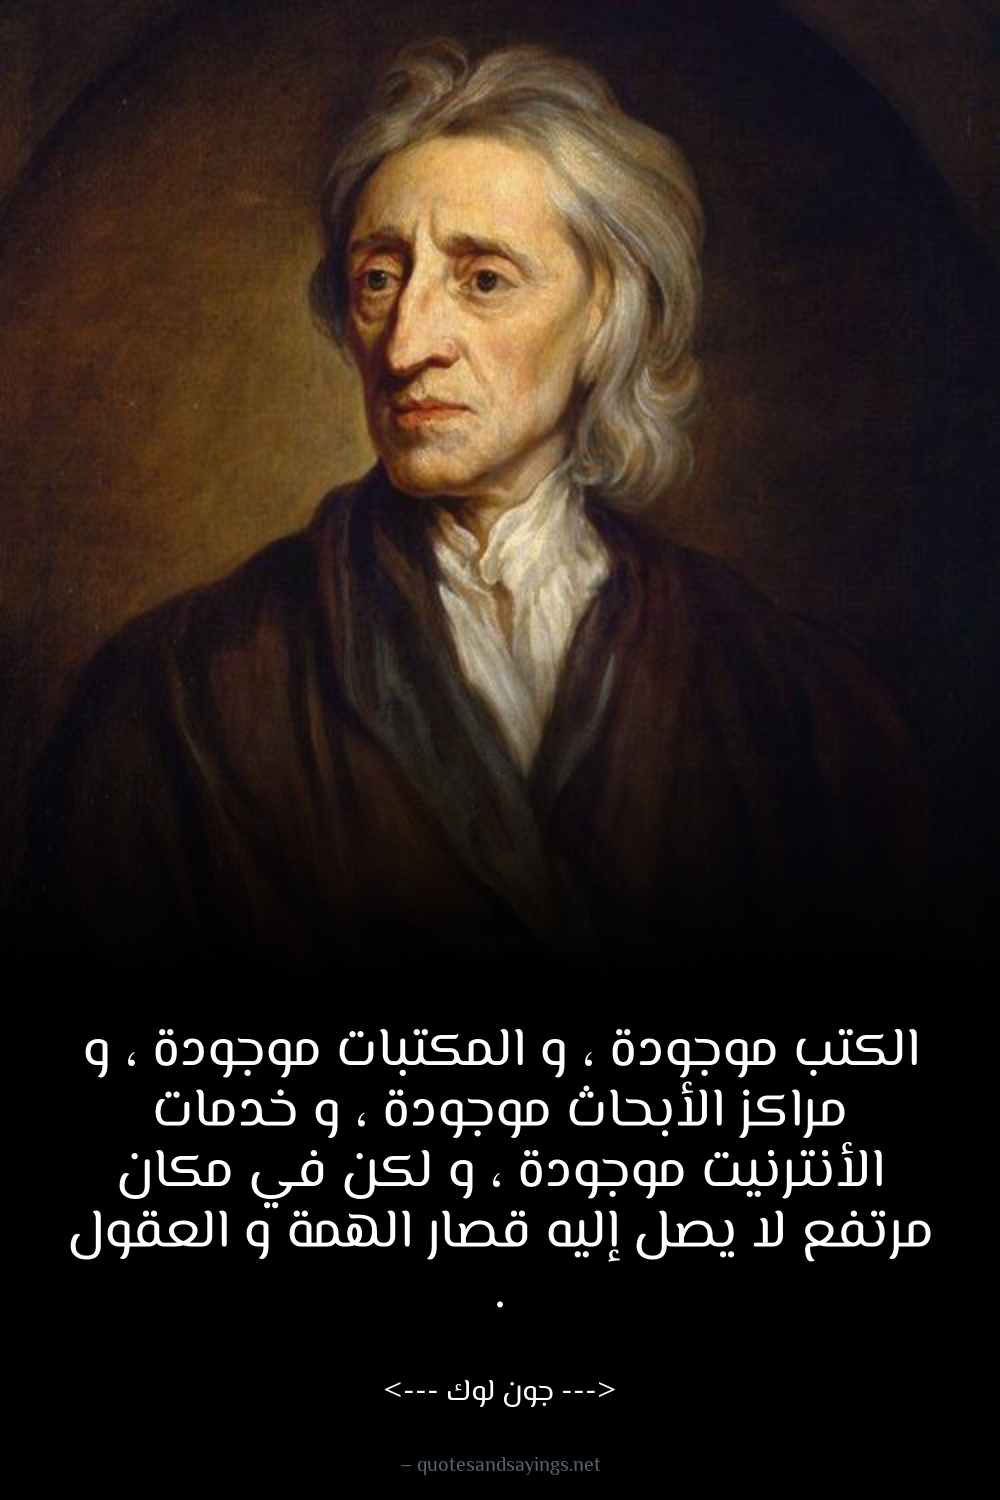 الكتب موجودة ، و المكتبات موجودة ، و
مراكز الأبحاث موجودة ، و خدمات
الأنترنيت موجودة ، و لكن في مكان
مرتفع لا يصل إليه قصار الهمة و العقول
.
<--- جون لوك --->
– quotesandsayings.net